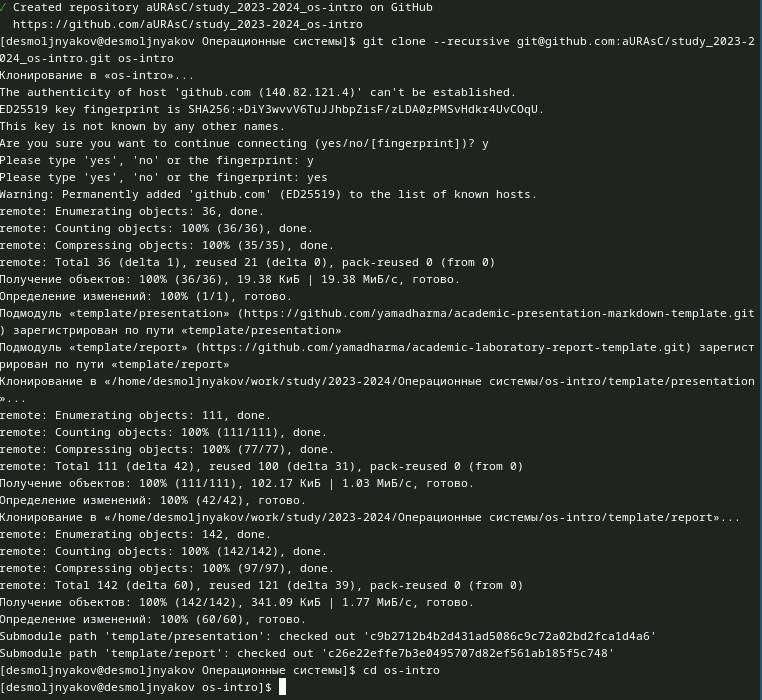 ✓ Created repository aURAsC/study_2023-2024_os-intro on GitHub
  https://github.com/aURAsC/study_2023-2024_os-intro
[desmoljnyakov@desmoljnyakov Операционные системы]$ git clone --recursive git@github.com:aURAsC/study_2023-2
024_os-intro.git os-intro
Клонирование в «os-intro»...
The authenticity of host 'github.com (140.82.121.4)' can't be established.
ED25519 key fingerprint is SHA256:+DiY3wvvV6TuJJhbpZisF/zLDA0zPMSvHdkr4UvCOqU.
This key is not known by any other names.
Are you sure you want to continue connecting (yes/no/[fingerprint])? y
Please type 'yes', 'no' or the fingerprint: y
Please type 'yes', 'no' or the fingerprint: yes
Warning: Permanently added 'github.com' (ED25519) to the list of known hosts.
remote: Enumerating objects: 36, done.
remote: Counting objects: 100% (36/36), done.
remote: Compressing objects: 100% (35/35), done.
remote: Total 36 (delta 1), reused 21 (delta 0), pack-reused 0 (from 0)
Получение объектов: 100% (36/36), 19.38 КиБ | 19.38 МиБ/с, готово.
Определение изменений: 100% (1/1), готово.
Подмодуль «template/presentation» (https://github.com/yamadharma/academic-presentation-markdown-template.git
) зарегистрирован по пути «template/presentation»
Подмодуль «template/report» (https://github.com/yamadharma/academic-laboratory-report-template.git) зарегист
рирован по пути «template/report»
Клонирование в «/home/desmoljnyakov/work/study/2023-2024/Операционные системы/os-intro/template/presentation
»...
remote: Enumerating objects: 111, done.
remote: Counting objects: 100% (111/111), done.
remote: Compressing objects: 100% (77/77), done.
remote: Total 111 (delta 42), reused 100 (delta 31), pack-reused 0 (from 0)
Получение объектов: 100% (111/111), 102.17 КиБ | 1.03 МиБ/с, готово.
Определение изменений: 100% (42/42), готово.
Клонирование в «/home/desmoljnyakov/work/study/2023-2024/Операционные системы/os-intro/template/report»...
remote: Enumerating objects: 142, done.
remote: Counting objects: 100% (142/142), done.
remote: Compressing objects: 100% (97/97), done.
remote: Total 142 (delta 60), reused 121 (delta 39), pack-reused 0 (from 0)
Получение объектов: 100% (142/142), 341.09 КиБ | 1.77 МиБ/с, готово.
Определение изменений: 100% (60/60), готово.
Submodule path 'template/presentation': checked out 'c9b2712b4b2d431ad5086c9c72a02bd2fca1d4a6'
Submodule path 'template/report': checked out 'c26e22effe7b3e0495707d82ef561ab185f5c748'
[desmoljnyakov@desmoljnyakov Операционные системы]$ cd os-intro
[desmoljnyakov@desmoljnyakov os-intro]$